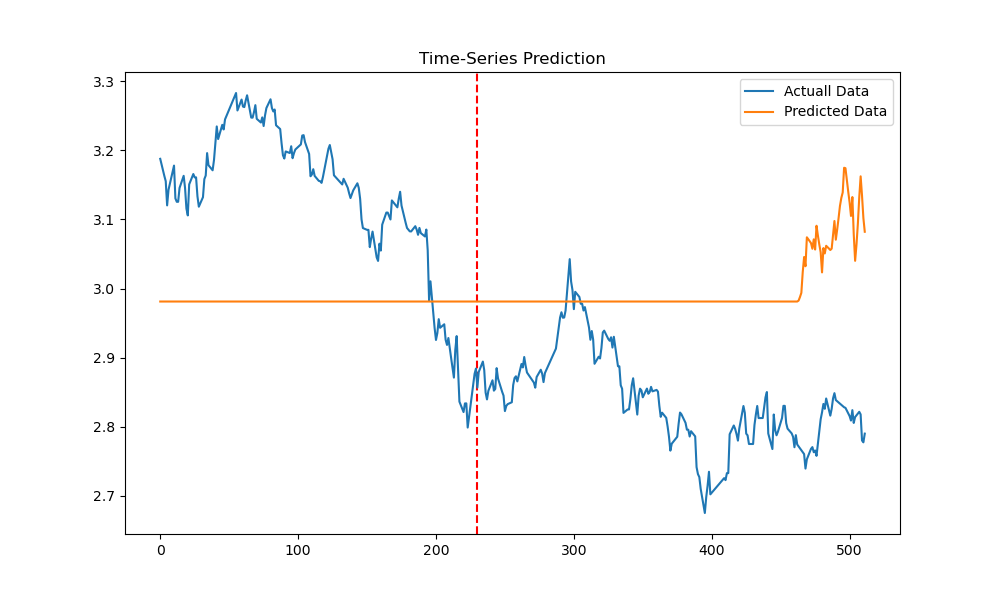 Time-Series Prediction
Actuall Data
Predicted Data
3.3
3.2
3.1
3.0
2.9
2.8
2.7
0 100 200 300 400 500